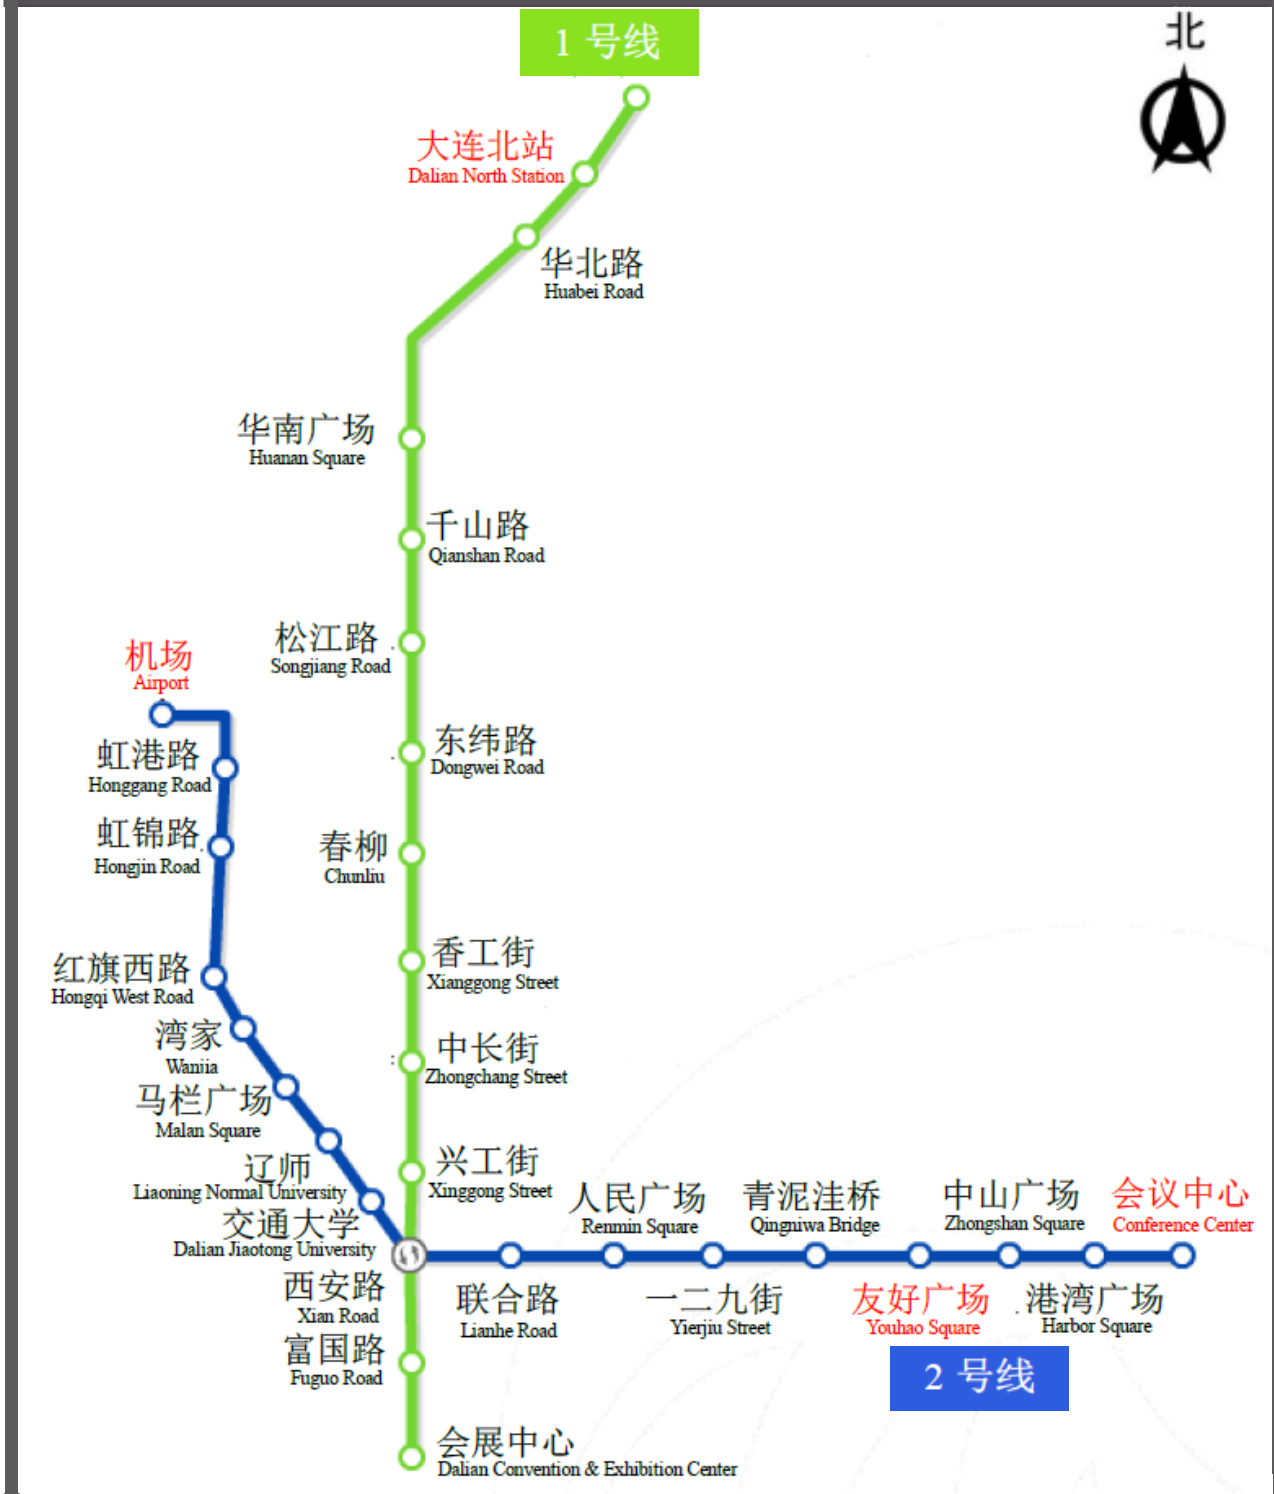 1 号线
北
大连北站
Dalian North Station
华北路
Huabei Road
华南广场
Huanan Square
千山路
Qianshan Road
松江路
Songjiang Road
机场
Airport
东纬路
Dongwei Road
虹港路
Honggang Road
虹锦路
Hongjin Road
春柳
Chunliu
香工街
Xianggong Street
红旗西路
Hongqi West Road
湾家
Wanjia
中长街
Zhongchang Street
马栏广场
Malan Square
辽师
Liaoning Normal University
兴工街
Xinggong Street
交通大学
Dalian Jiaotong University
人民广场
Renmin Square
青泥洼桥
Qingniwa Bridge
中山广场
Zhongshan Square
会议中心
Conference Center
西安路
Xian Road
联合路
Lianhe Road
一二九街
Yierjiu Street
友好广场
Youhao Square
港湾广场
Harbor Square
富国路
Fuguo Road
2 号线
会展中心
Dalian Convention & Exhibition Center